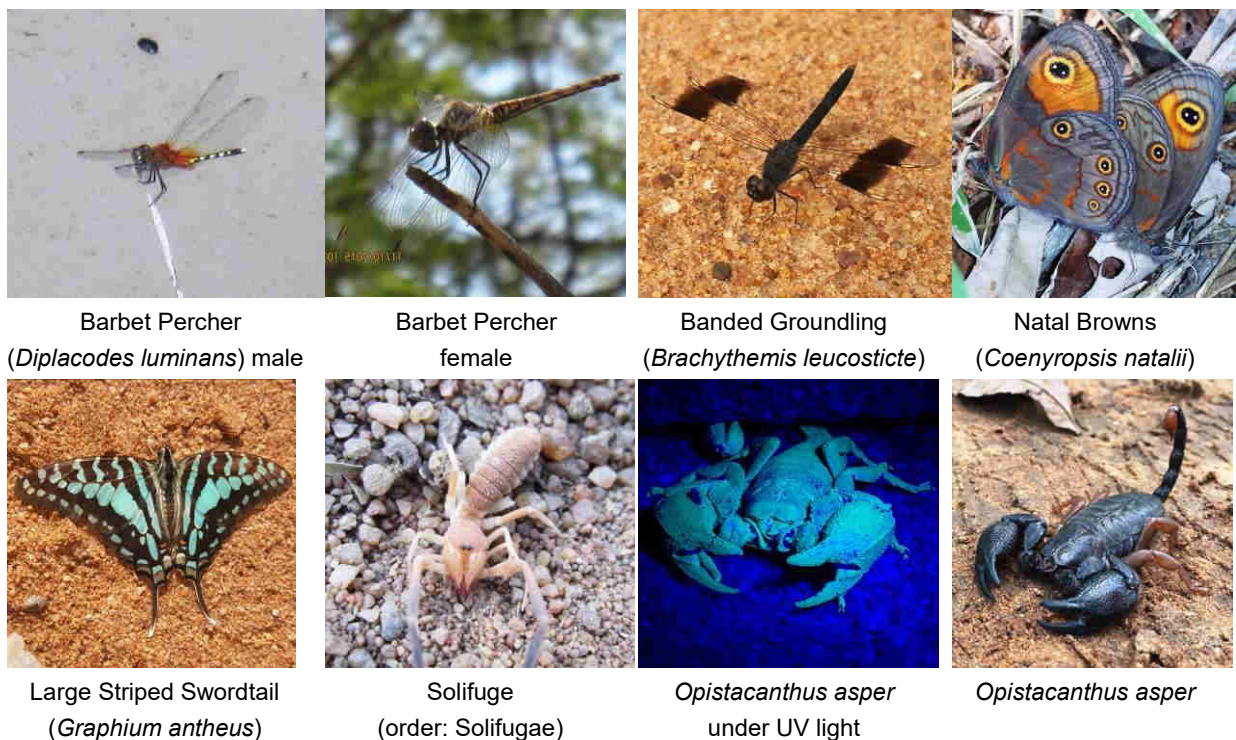 Barbet Percher
(Diplacodes luminans) male
Barbet Percher
female
Banded Groundling
(Brachythemis leucosticte)
Natal Browns
(Coenyropsis natalii)
Large Striped Swordtail
(Graphium antheus)
Solifuge
(order: Solifugae)
Opistacanthus asper
under UV light
Opistacanthus asper